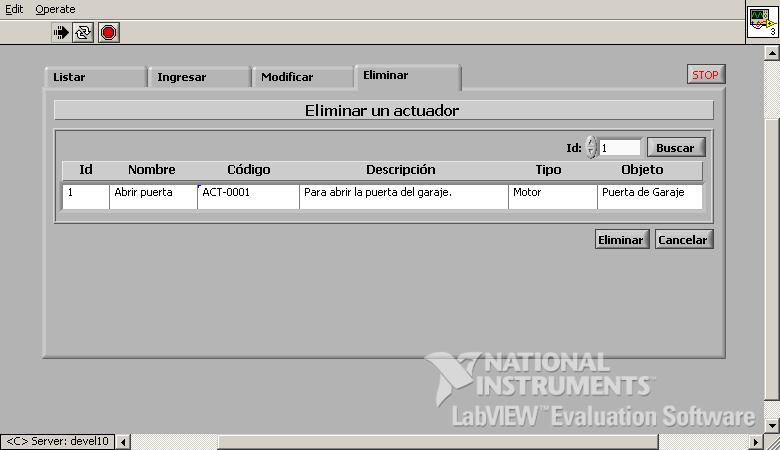 Edit Operate
3
Listar Ingresar Modificar Eliminar STOP
Eliminar un actuador
Id: 1 Buscar
Id Nombre Código Descripción Tipo Objeto
1 Abrir puerta ACT-0001 Para abrir la puerta del garaje. Motor Puerta de Garaje
Eliminar Cancelar
NATIONAL
INSTRUMENTS™
LabVIEW™ Evaluation Software
<C> Server: devel10